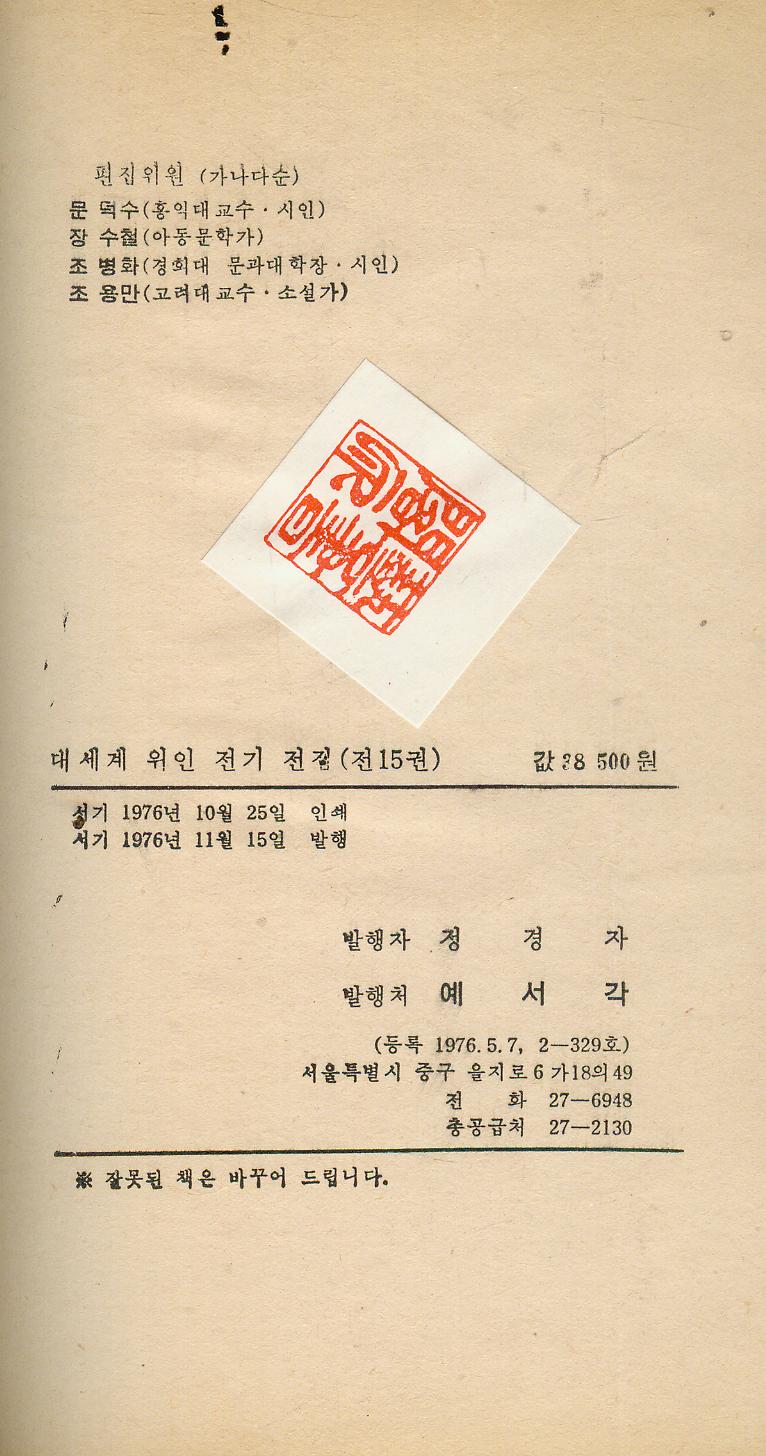 편집위원 (가나다순)
문 덕수(홍익대교수·시인)
장 수철(아동문학가)
조 병화(경희대 문과대학장·시인)
조 용만(고려대교수·소설가)
대세계 위인 전기 전집(전15권) 값 38 500원
서기 1976년 10월 25일 인쇄
서기 1976년 11월 15일 발행
발행자 정 경 자
발행처 예 서 각
(등록 1976.5.7, 2—329호)
서울특별시 중구 을지로6가18의49
전 화 27—6948
총공급처 27—2130
※ 잘못된 책은 바꾸어 드립니다.